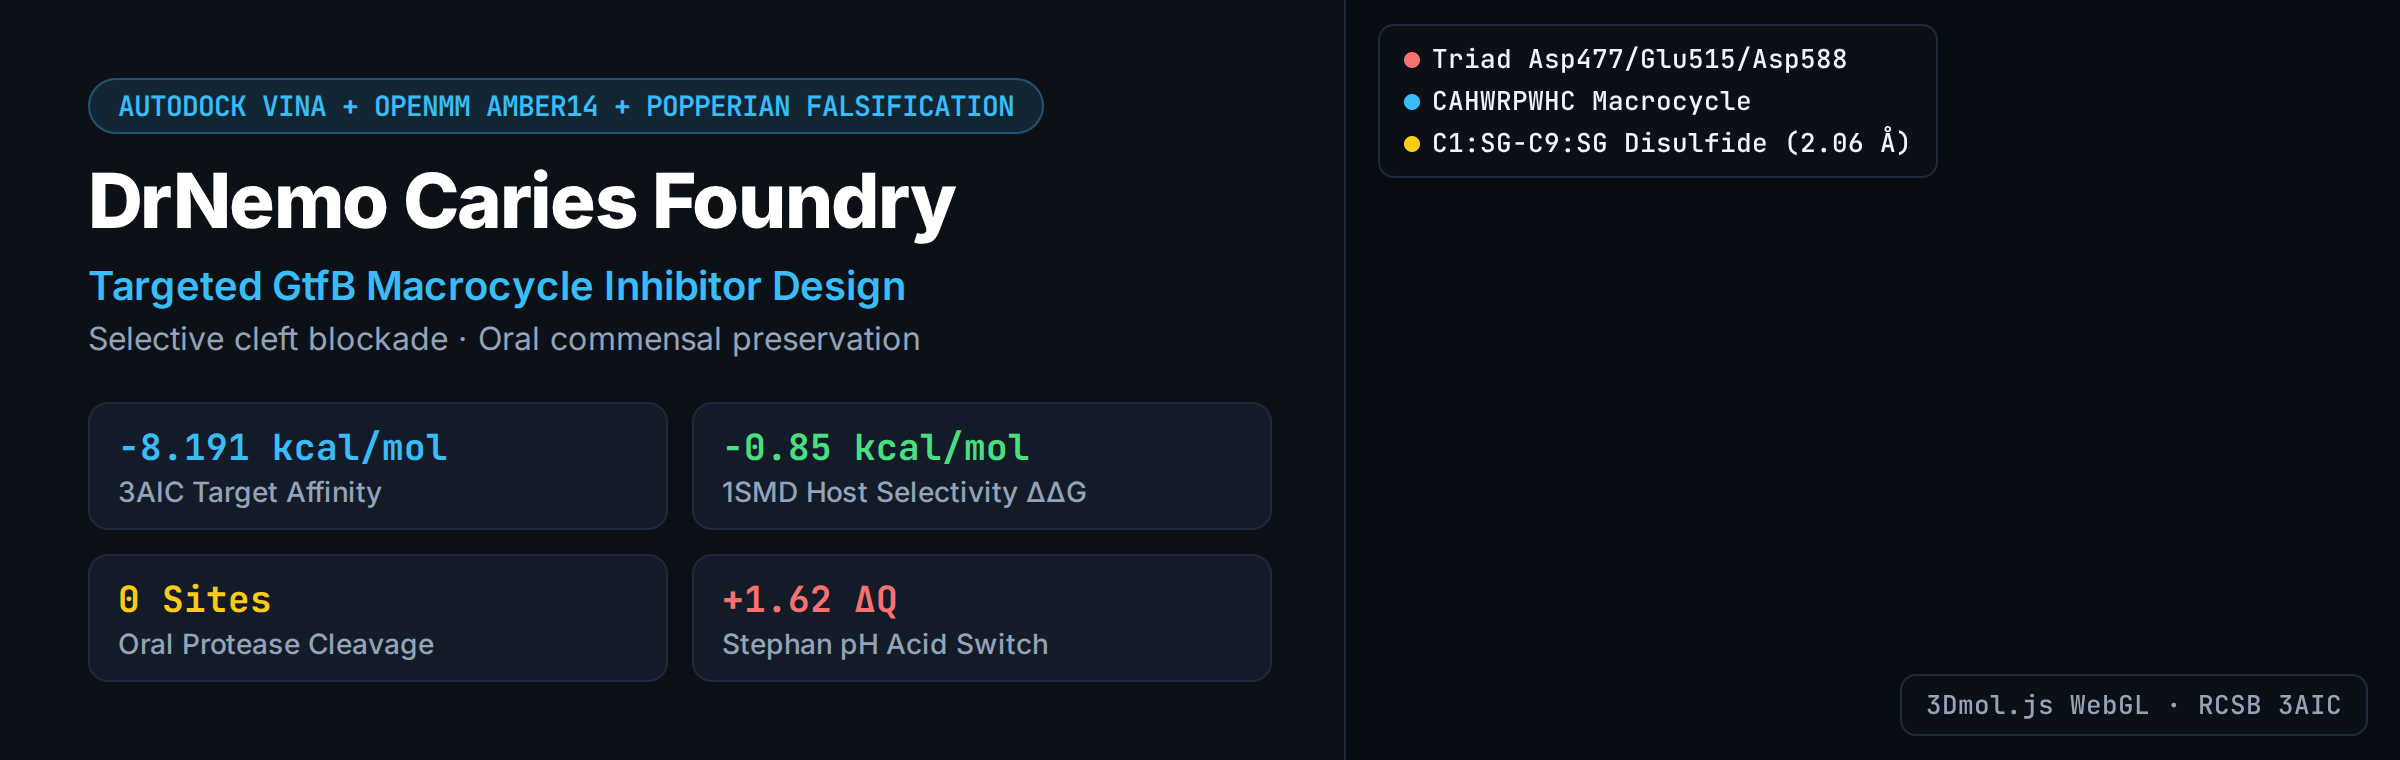 AUTODOCK VINA + OPENMM AMBER14 + POPPERIAN FALSIFICATION
DrNemo Caries Foundry
Targeted GtfB Macrocycle Inhibitor Design
Selective cleft blockade · Oral commensal preservation
-8.191 kcal/mol
3AIC Target Affinity
-0.85 kcal/mol
1SMD Host Selectivity ΔΔG
0 Sites
Oral Protease Cleavage
+1.62 ΔQ
Stephan pH Acid Switch
Triad Asp477/Glu515/Asp588
CAHWRPWHC Macrocycle
C1:SG-C9:SG Disulfide (2.06 Å)
3Dmol.js WebGL · RCSB 3AIC